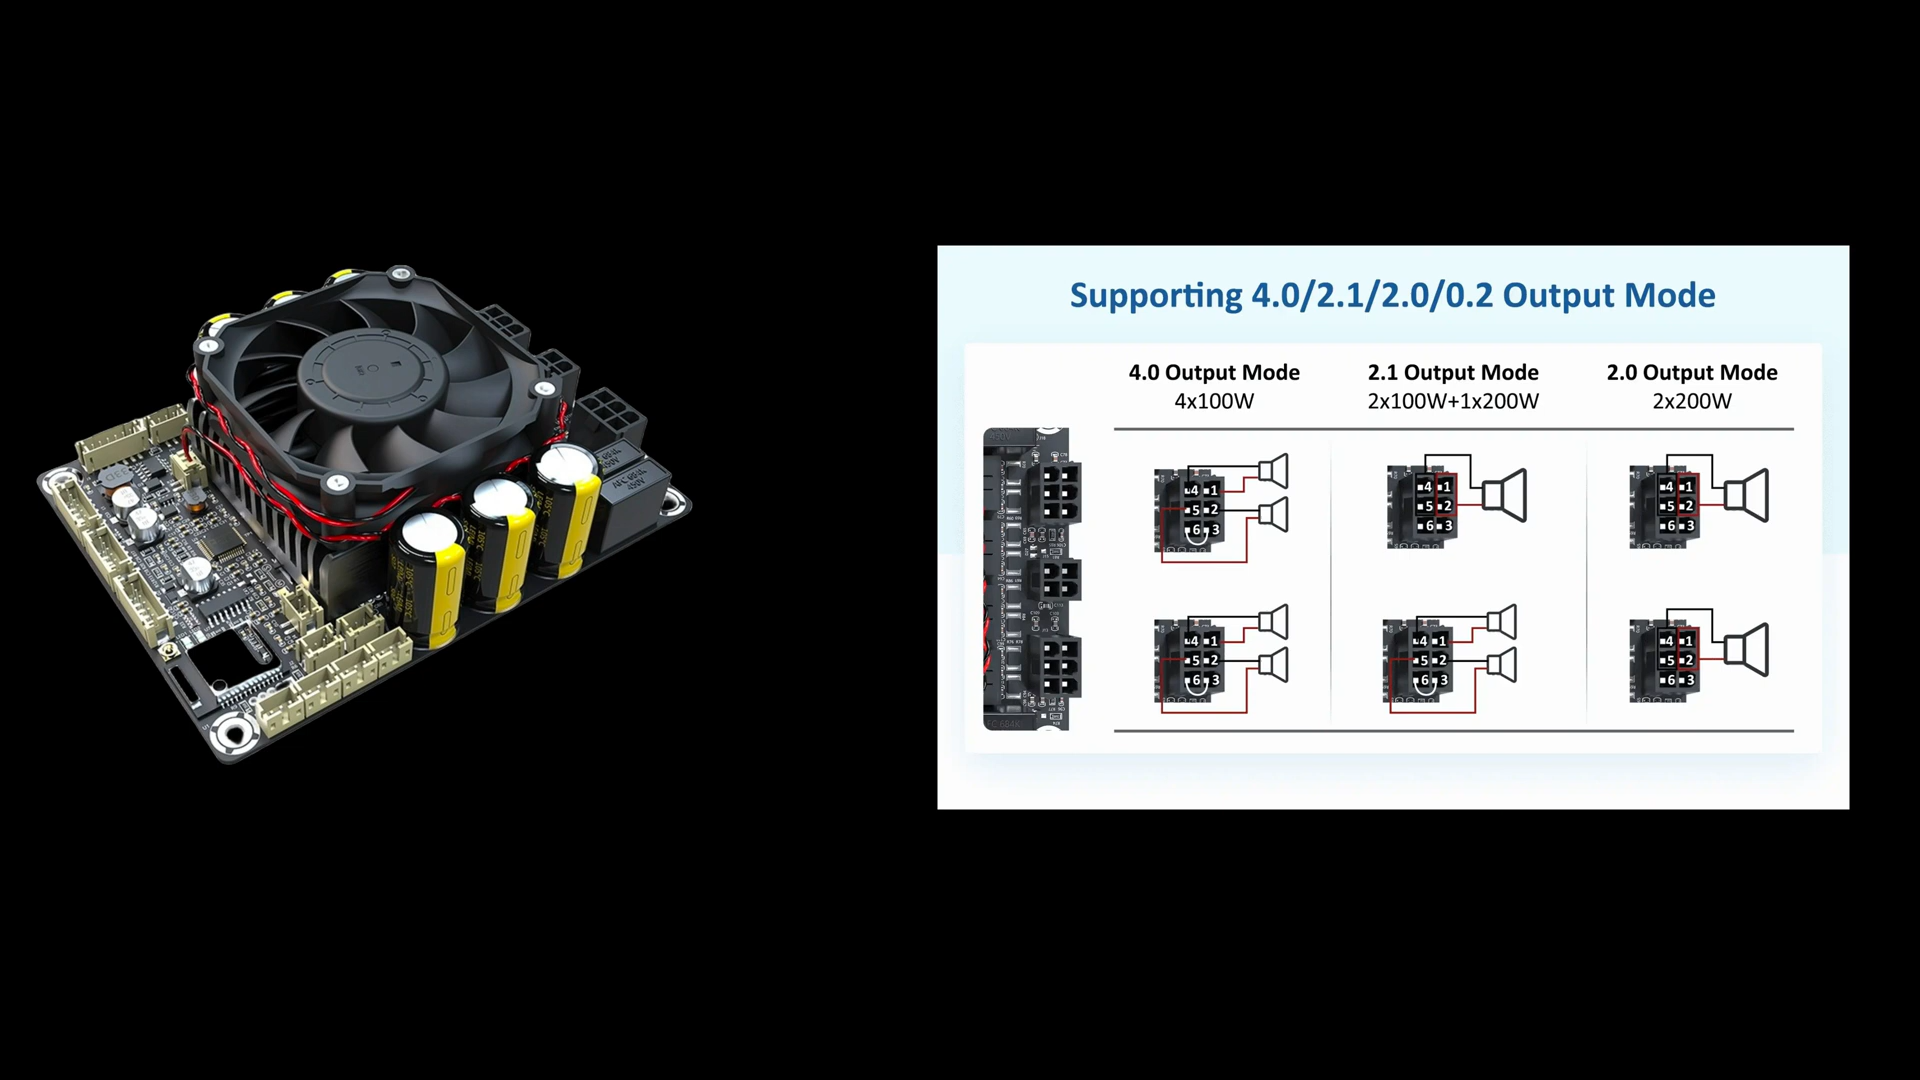 Supporting 4.0/2.1/2.0/0.2 Output Mode
4.0 Output Mode
4x100W
2.1 Output Mode
2x100W+1x200W
2.0 Output Mode
2x200W
4 1
5 2
6 3
4 1
5 2
6 3
4 1
5 2
6 3
4 1
5 2
6 3
4 1
5 2
6 3
4 1
5 2
6 3
105°C
105°C
105°C